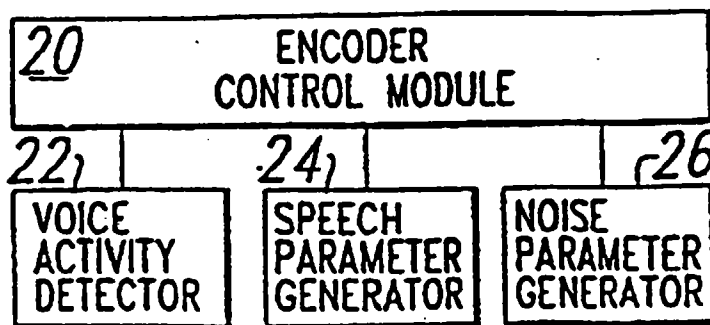 20 ENCODER
CONTROL MODULE
22 24 26
VOICE
ACTIVITY
DETECTOR
SPEECH
PARAMETER
GENERATOR
NOISE
PARAMETER
GENERATOR